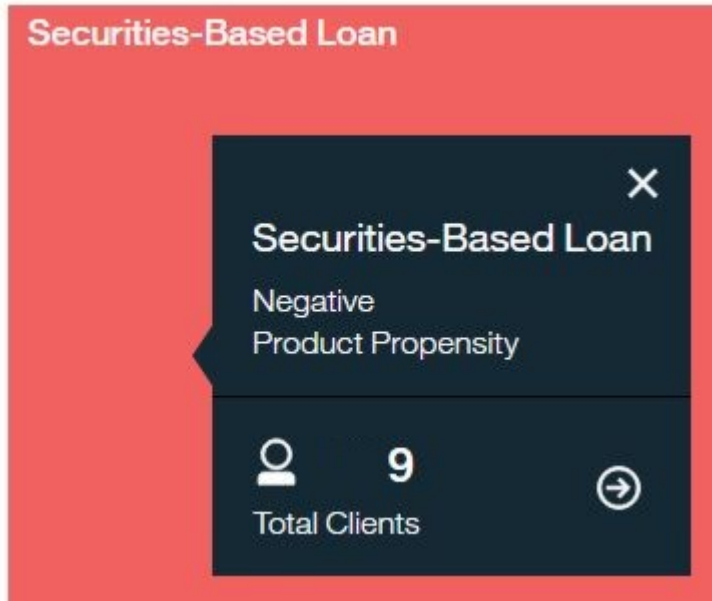 Securities-Based Loan
Securities-Based Loan
Negative
Product Propensity
9
Total Clients